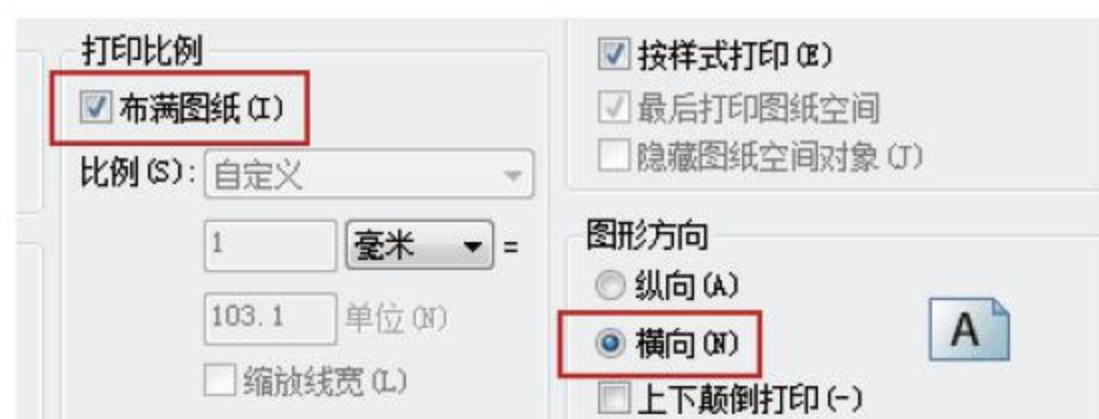 打印比例
布满图纸(I)
比例(S): 自定义
1 毫米 =
103.1 单位(N)
缩放线宽(L)
按样式打印(E)
最后打印图纸空间
隐藏图纸空间对象(J)
图形方向
纵向(A)
横向(N)
A
上下颠倒打印(-)